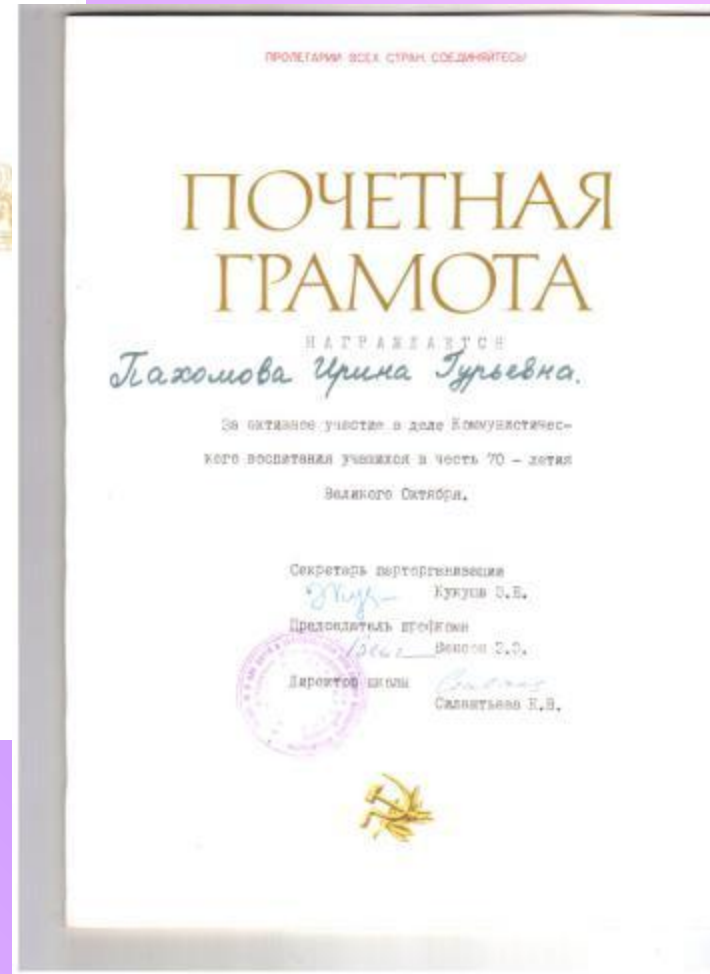 ПРОЛЕТАРИИ ВСЕХ СТРАН, СОЕДИНЯЙТЕСЬ!
ПОЧЕТНАЯ
ГРАМОТА
НАГРАЖДАЕТСЯ
Пахомова Ирина Гурьевна.
За активное участие в деле Коммунистичес-
кого воспитания учащихся в честь 70 - летия
Великого Октября.
Секретарь парторганизации
Председатель профкома
Директор школы
Силантьева Н.В.